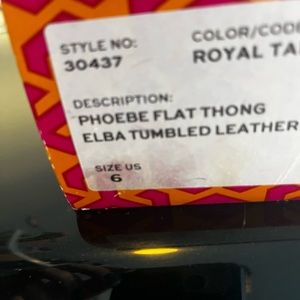 STYLE NO:
30437
COLOR/CODE
ROYAL TA
DESCRIPTION:
PHOEBE FLAT THONG
ELBA TUMBLED LEATHER
SIZE US
6